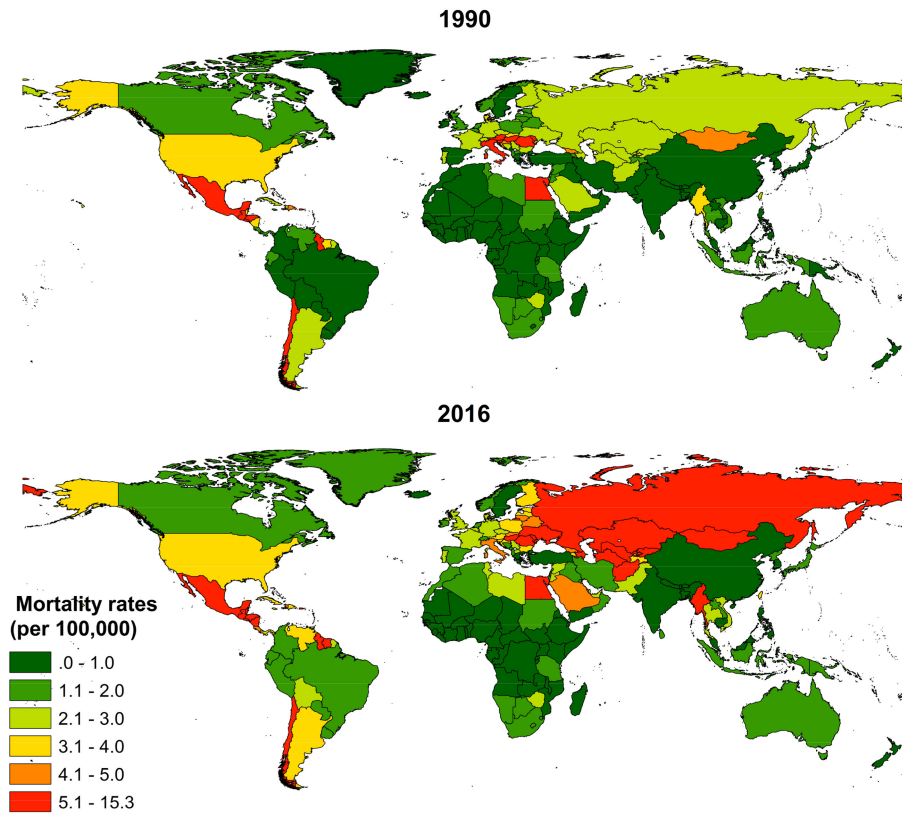 1990
2016
Mortality rates
(per 100,000)
.0 - 1.0
1.1 - 2.0
2.1 - 3.0
3.1 - 4.0
4.1 - 5.0
5.1 - 15.3